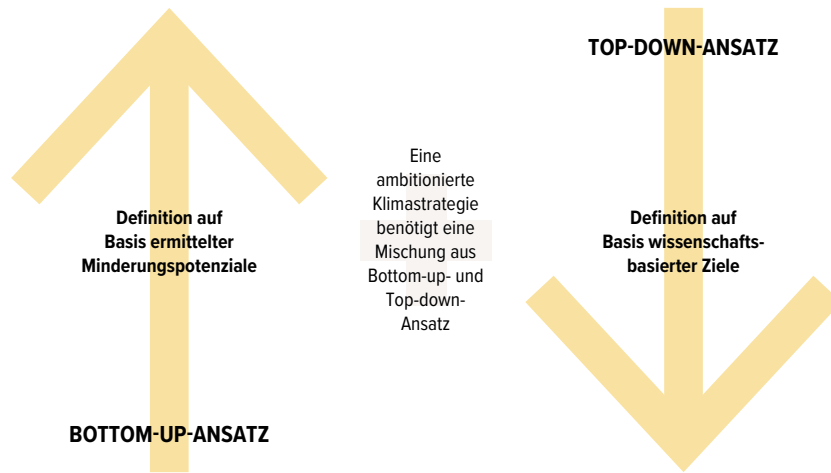 TOP-DOWN-ANSATZ
Eine
ambitionierte
Klimastrategie
benötigt eine
Mischung aus
Bottom-up- und
Top-down-
Ansatz
Definition auf
Basis ermittelter
Minderungspotenziale
Definition auf
Basis wissenschafts-
basierter Ziele
BOTTOM-UP-ANSATZ